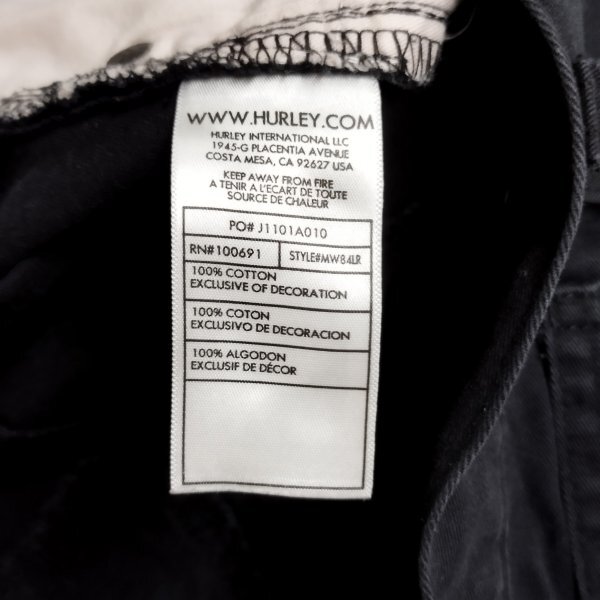 WWW.HURLEY.COM
HURLEY INTERNATIONAL LLC
1945-G PLACENTIA AVENUE
COSTA MESA, CA 92627 USA
KEEP AWAY FROM FIRE
A TENIR A L'ECART DE TOUTE
SOURCE DE CHALEUR
PO# J1101A010
RN#100691 STYLE#MW84LR
100% COTTON
EXCLUSIVE OF DECORATION
100% COTON
EXCLUSIVO DE DECORACION
100% ALGODON
EXCLUSIF DE DÉCOR